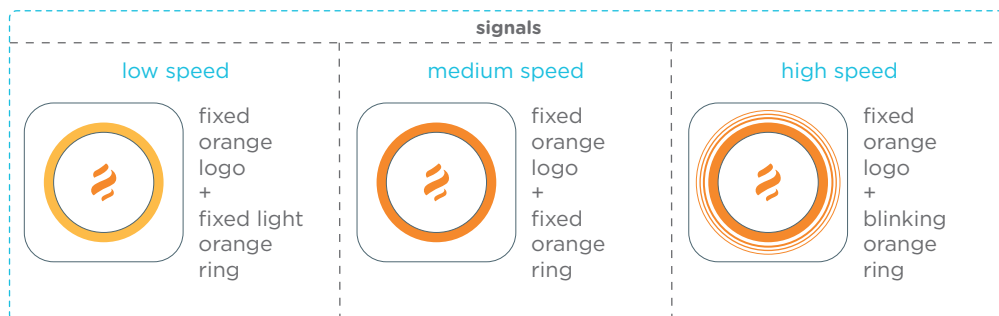 signals
low speed
fixed
orange
logo
+
fixed light
orange
ring
medium speed
fixed
orange
logo
+
fixed
orange
ring
high speed
fixed
orange
logo
+
blinking
orange
ring